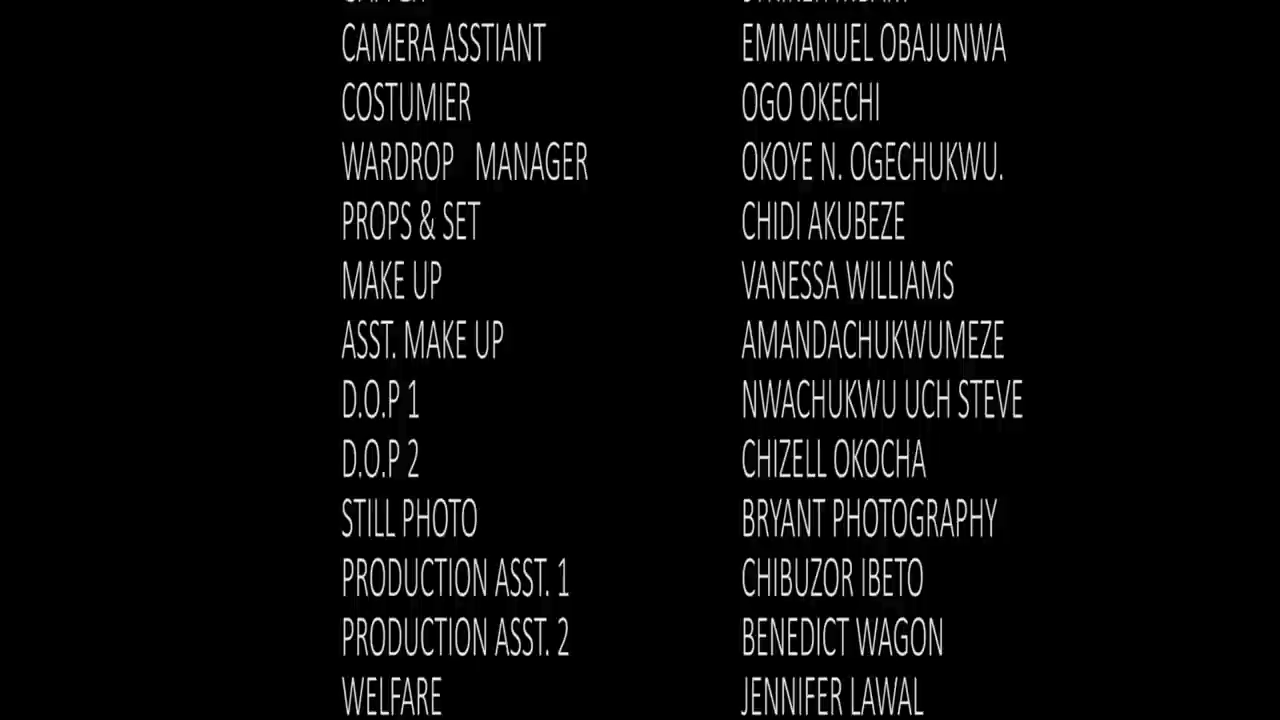 CAMERA ASSTIANT EMMANUEL OBAJUNWA
COSTUMIER OGO OKECHI
WARDROP MANAGER OKOYE N. OGECHUKWU.
PROPS & SET CHIDI AKUBEZE
MAKE UP VANESSA WILLIAMS
ASST. MAKE UP AMANDACHUKWUMEZE
D.O.P 1 NWACHUKWU UCH STEVE
D.O.P 2 CHIZELL OKOCHA
STILL PHOTO BRYANT PHOTOGRAPHY
PRODUCTION ASST. 1 CHIBUZOR IBETO
PRODUCTION ASST. 2 BENEDICT WAGON
WELFARE JENNIFER LAWAL